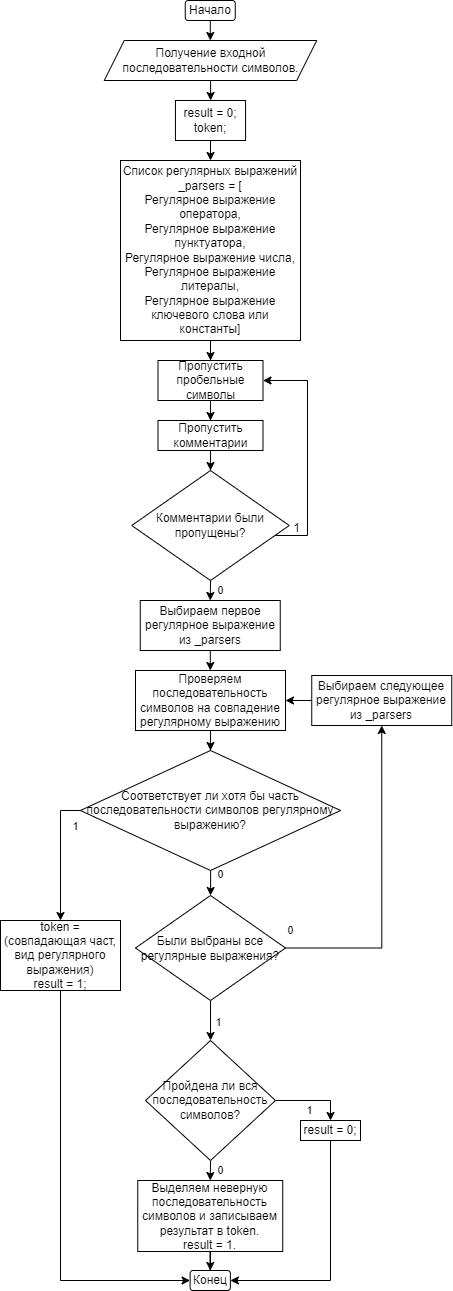 Начало
Получение входной
последовательности символов.
result = 0;
token;
Список регулярных выражений
_parsers = [
Регулярное выражение
оператора,
Регулярное выражение
пунктуатора,
Регулярное выражение числа,
Регулярное выражение
литералы,
Регулярное выражение
ключевого слова или
константы]
Пропустить
пробельные
символы
Пропустить
комментарии
Комментарии были
пропущены?
1
0
Выбираем первое
регулярное выражение
из _parsers
Проверяем
последовательность
символов на совпадение
регулярному выражению
Выбираем следующее
регулярное выражение
из _parsers
Соответствует ли хотя бы часть
последовательности символов регулярному
выражению?
1
0
token =
(совпадающая част,
вид регулярного
выражения)
result = 1;
Были выбраны все
регулярные выражения?
0
1
Пройдена ли вся
последовательность
символов?
1
result = 0;
0
Выделяем неверную
последовательность
символов и записываем
результат в token.
result = 1.
Конец